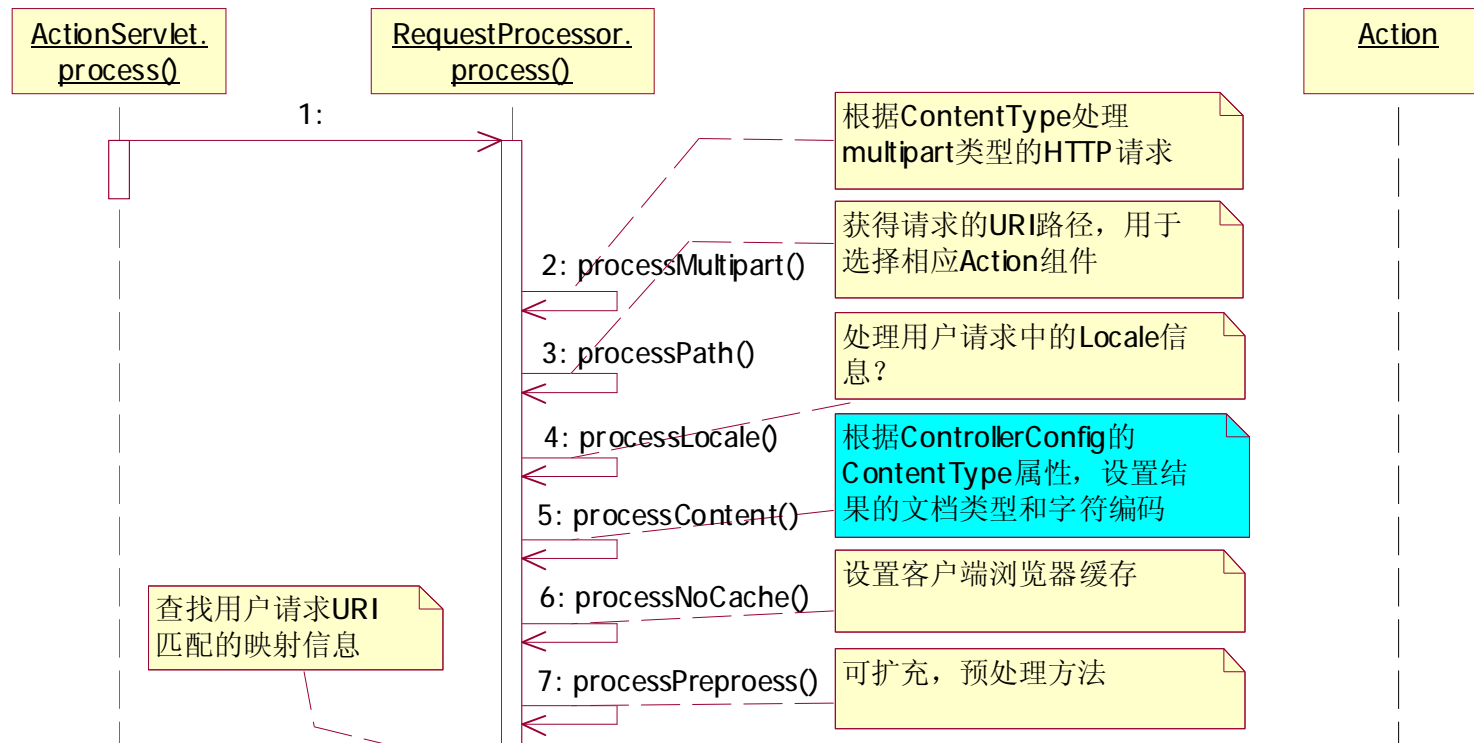 ActionServlet.
process()
RequestProcessor.
process()
Action
1:
根据ContentType处理
multipart类型的HTTP请求
获得请求的URI路径，用于
选择相应Action组件
2: processMultipart()
处理用户请求中的Locale信
息？
3: processPath()
4: processLocale()
根据ControllerConfig的
ContentType属性，设置结
果的文档类型和字符编码
5: processContent()
设置客户端浏览器缓存
6: processNoCache()
查找用户请求URI
匹配的映射信息
7: processPreproess()
可扩充，预处理方法